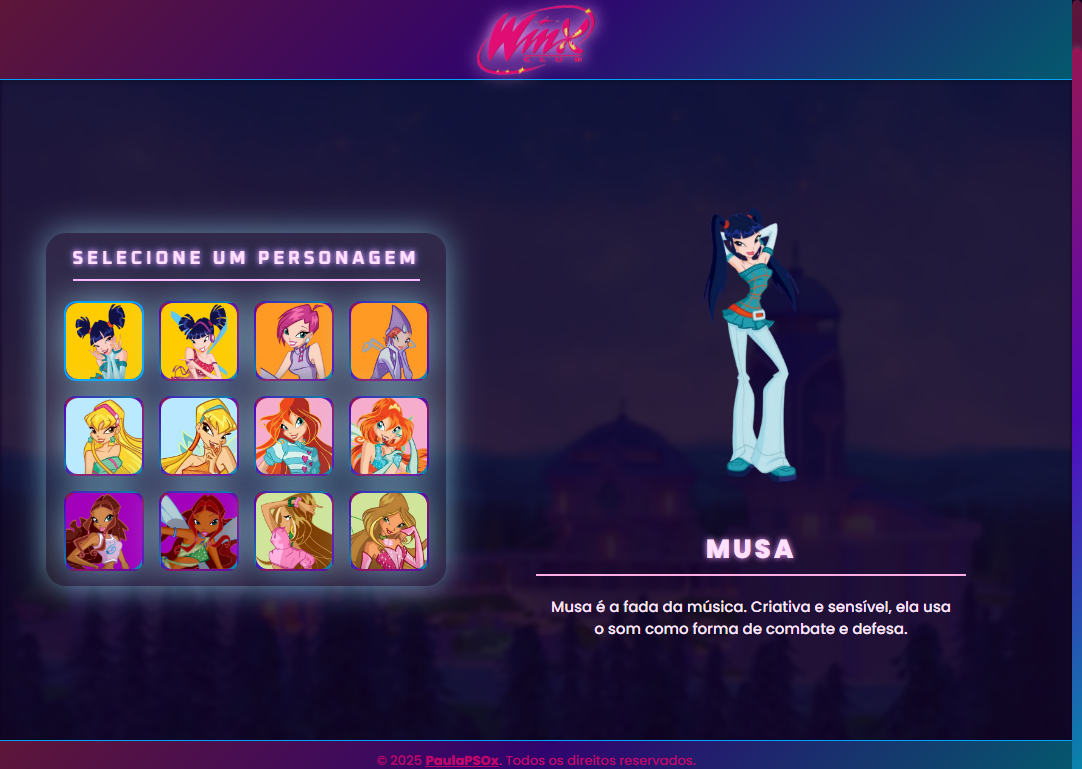 Winx
CLUB
SELECIONE UM PERSONAGEM
MUSA
Musa é a fada da música. Criativa e sensível, ela usa
o som como forma de combate e defesa.
© 2025 PaulaPSOx. Todos os direitos reservados.